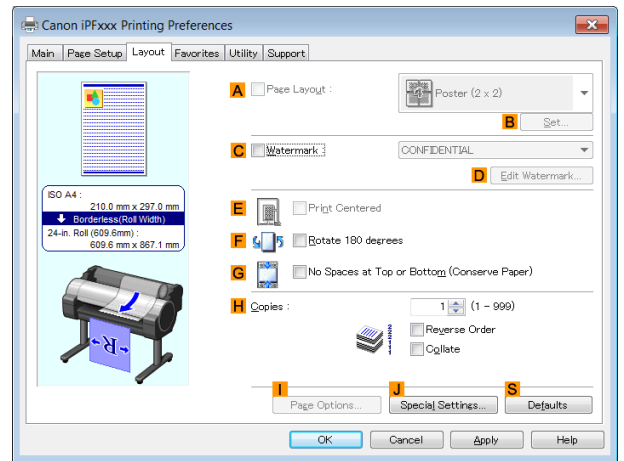 Canon iPFxxx Printing Preferences
Main Page Setup Layout Favorites Utility Support
A Page Layout : Poster (2 x 2)
B Set...
C Watermark : CONFIDENTIAL
D Edit Watermark...
ISO A4 :
210.0 mm x 297.0 mm
Borderless(Roll Width)
24-in. Roll (609.6mm) :
609.6 mm x 867.1 mm
E Print Centered
F Rotate 180 degrees
G No Spaces at Top or Bottom (Conserve Paper)
H Copies : 1 (1 - 999)
Reverse Order
Collate
R
I J S
Page Options... Special Settings... Defaults
OK Cancel Apply Help